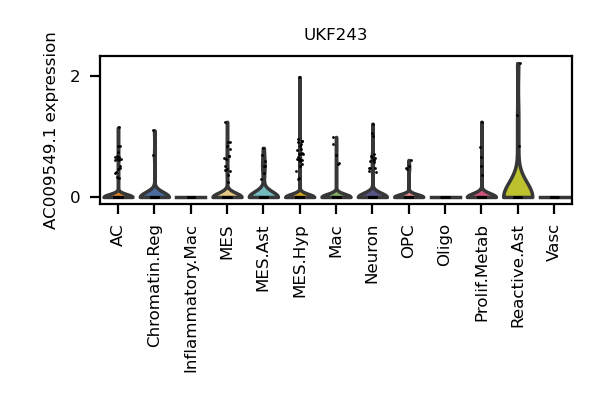 UKF243
AC009549.1 expression
2
0
AC
Chromatin.Reg
Inflammatory.Mac
MES
MES.Ast
MES.Hyp
Mac
Neuron
OPC
Oligo
Prolif.Metab
Reactive.Ast
Vasc